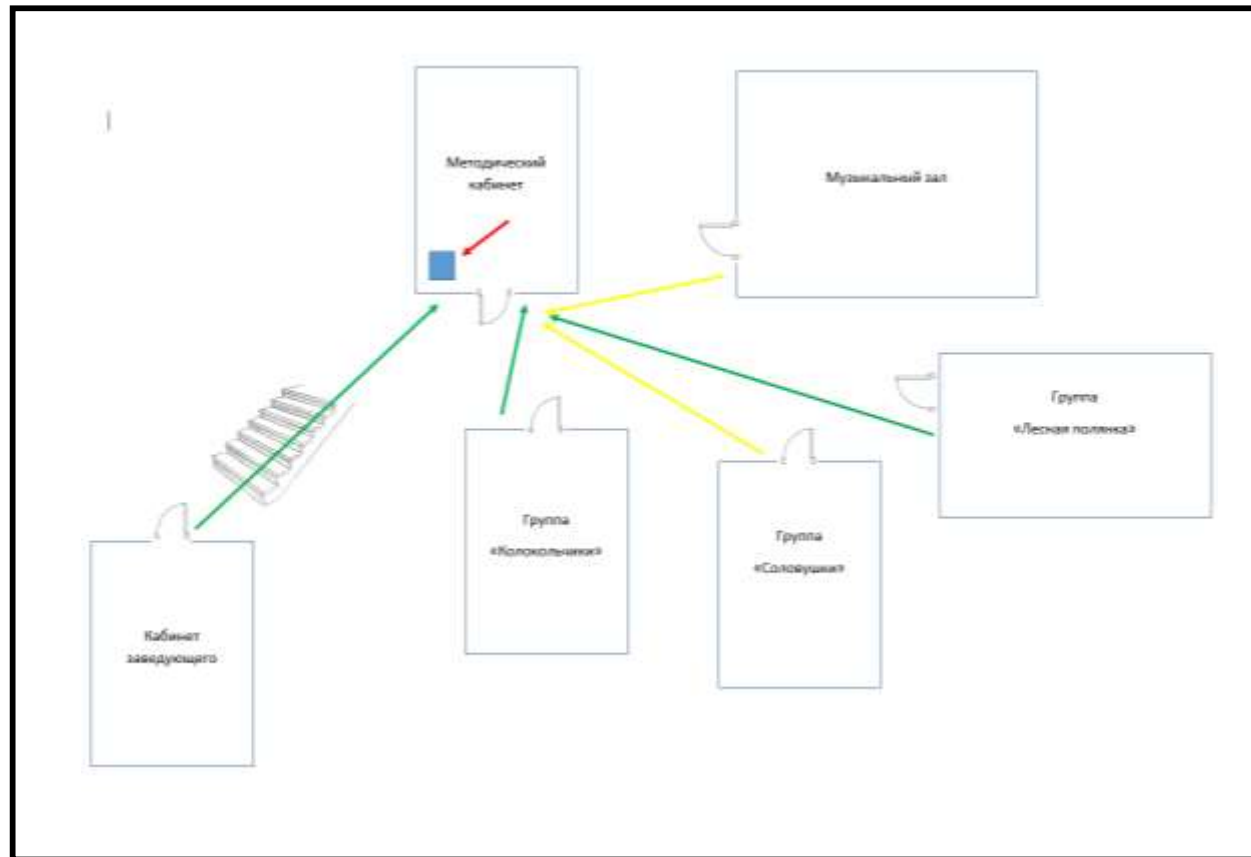 Методический
кабинет
Музыкальный зал
Группа
«Лесная полянка»
Группа
«Колокольчики»
Группа
«Соловушки»
Кабинет
заведующего